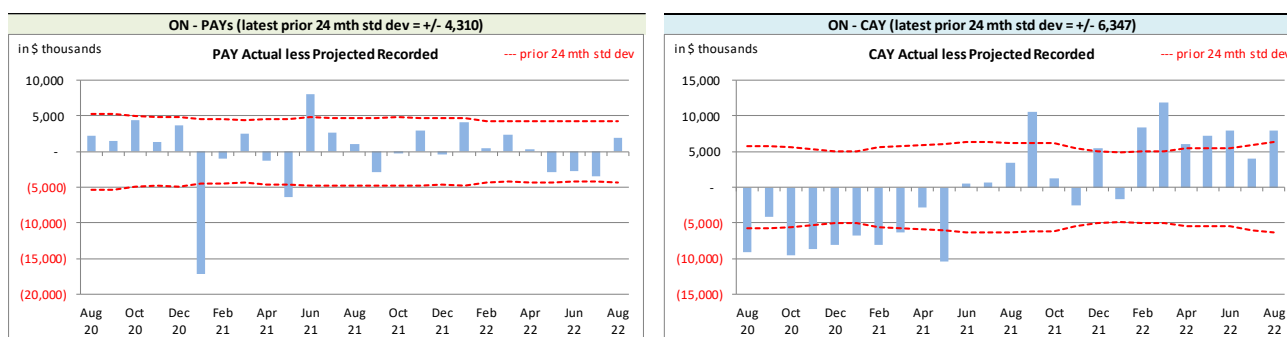 ON - PAYs (latest prior 24 mth std dev = +/- 4,310)
in $ thousands
PAY Actual less Projected Recorded
--- prior 24 mth std dev
10,000
5,000
-
(5,000)
(10,000)
(15,000)
(20,000)
Aug Oct Dec Feb Apr Jun Aug Oct Dec Feb Apr Jun Aug
20 20 20 21 21 21 21 21 21 22 22 22 22
ON - CAY (latest prior 24 mth std dev = +/- 6,347)
in $ thousands
CAY Actual less Projected Recorded
--- prior 24 mth std dev
15,000
10,000
5,000
-
(5,000)
(10,000)
(15,000)
Aug Oct Dec Feb Apr Jun Aug Oct Dec Feb Apr Jun Aug
20 20 20 21 21 21 21 21 21 22 22 22 22